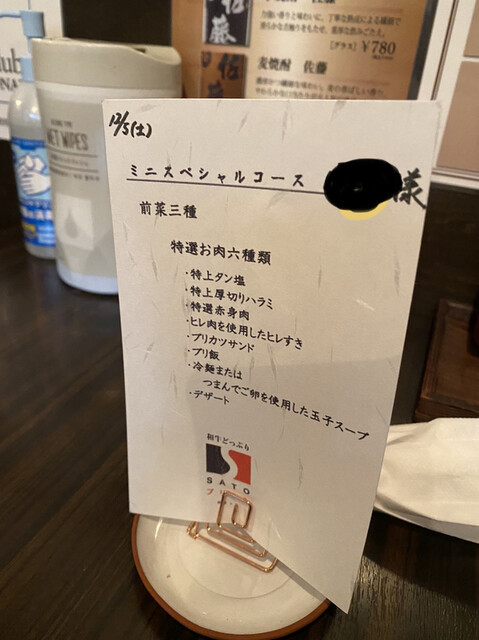 佐藤
[グラス] ￥780
麦焼酎 佐藤
WET WIPES
12/5(土)
ミニスペシャルコース 様
前菜三種
特選お肉六種類
・特上タン塩
・特上厚切りハラミ
・特選赤身肉
・ヒレ肉を使用したヒレすき
・ブリカツサンド
・ブリ飯
・冷麺または
つまんでご卵を使用した玉子スープ
・デザート
和牛どっぷり
SATO